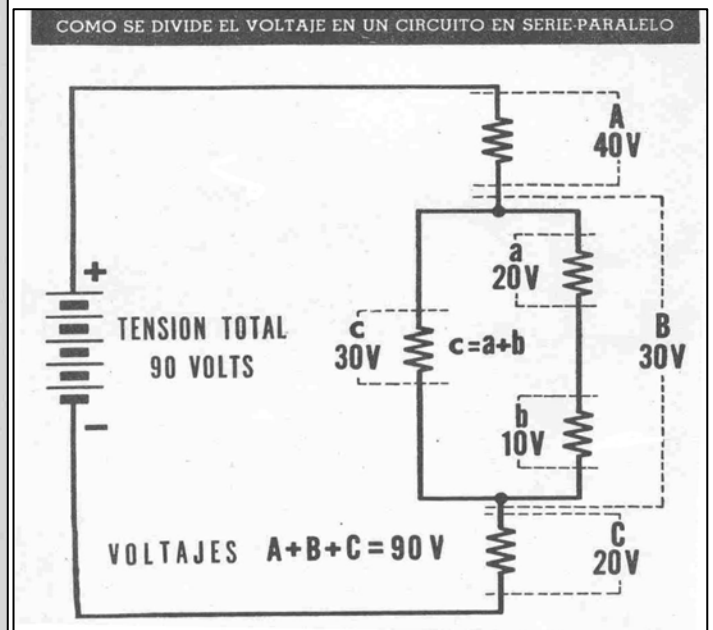 COMO SE DIVIDE EL VOLTAJE EN UN CIRCUITO EN SERIE-PARALELO
A
40V
+
a
20V
TENSION TOTAL
90 VOLTS
c
30V
c=a+b
B
30V
b
10V
−
VOLTAJES A+B+C=90V
C
20V